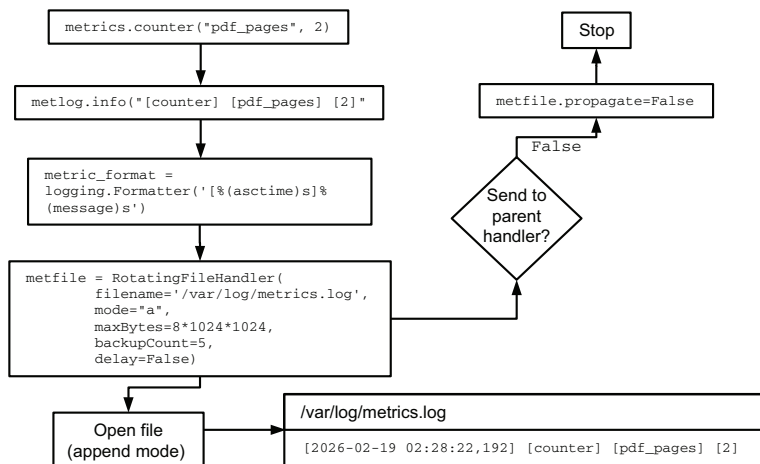 metrics.counter("pdf_pages", 2)
metlog.info("[counter] [pdf_pages] [2]"
metric_format =
logging.Formatter('[%(asctime)s]%
(message)s')
metfile = RotatingFileHandler(
filename='/var/log/metrics.log',
mode="a",
maxBytes=8*1024*1024,
backupCount=5,
delay=False)
Open file
(append mode)
/var/log/metrics.log
[2026-02-19 02:28:22,192] [counter] [pdf_pages] [2]
Send to
parent
handler?
False
metfile.propagate=False
Stop